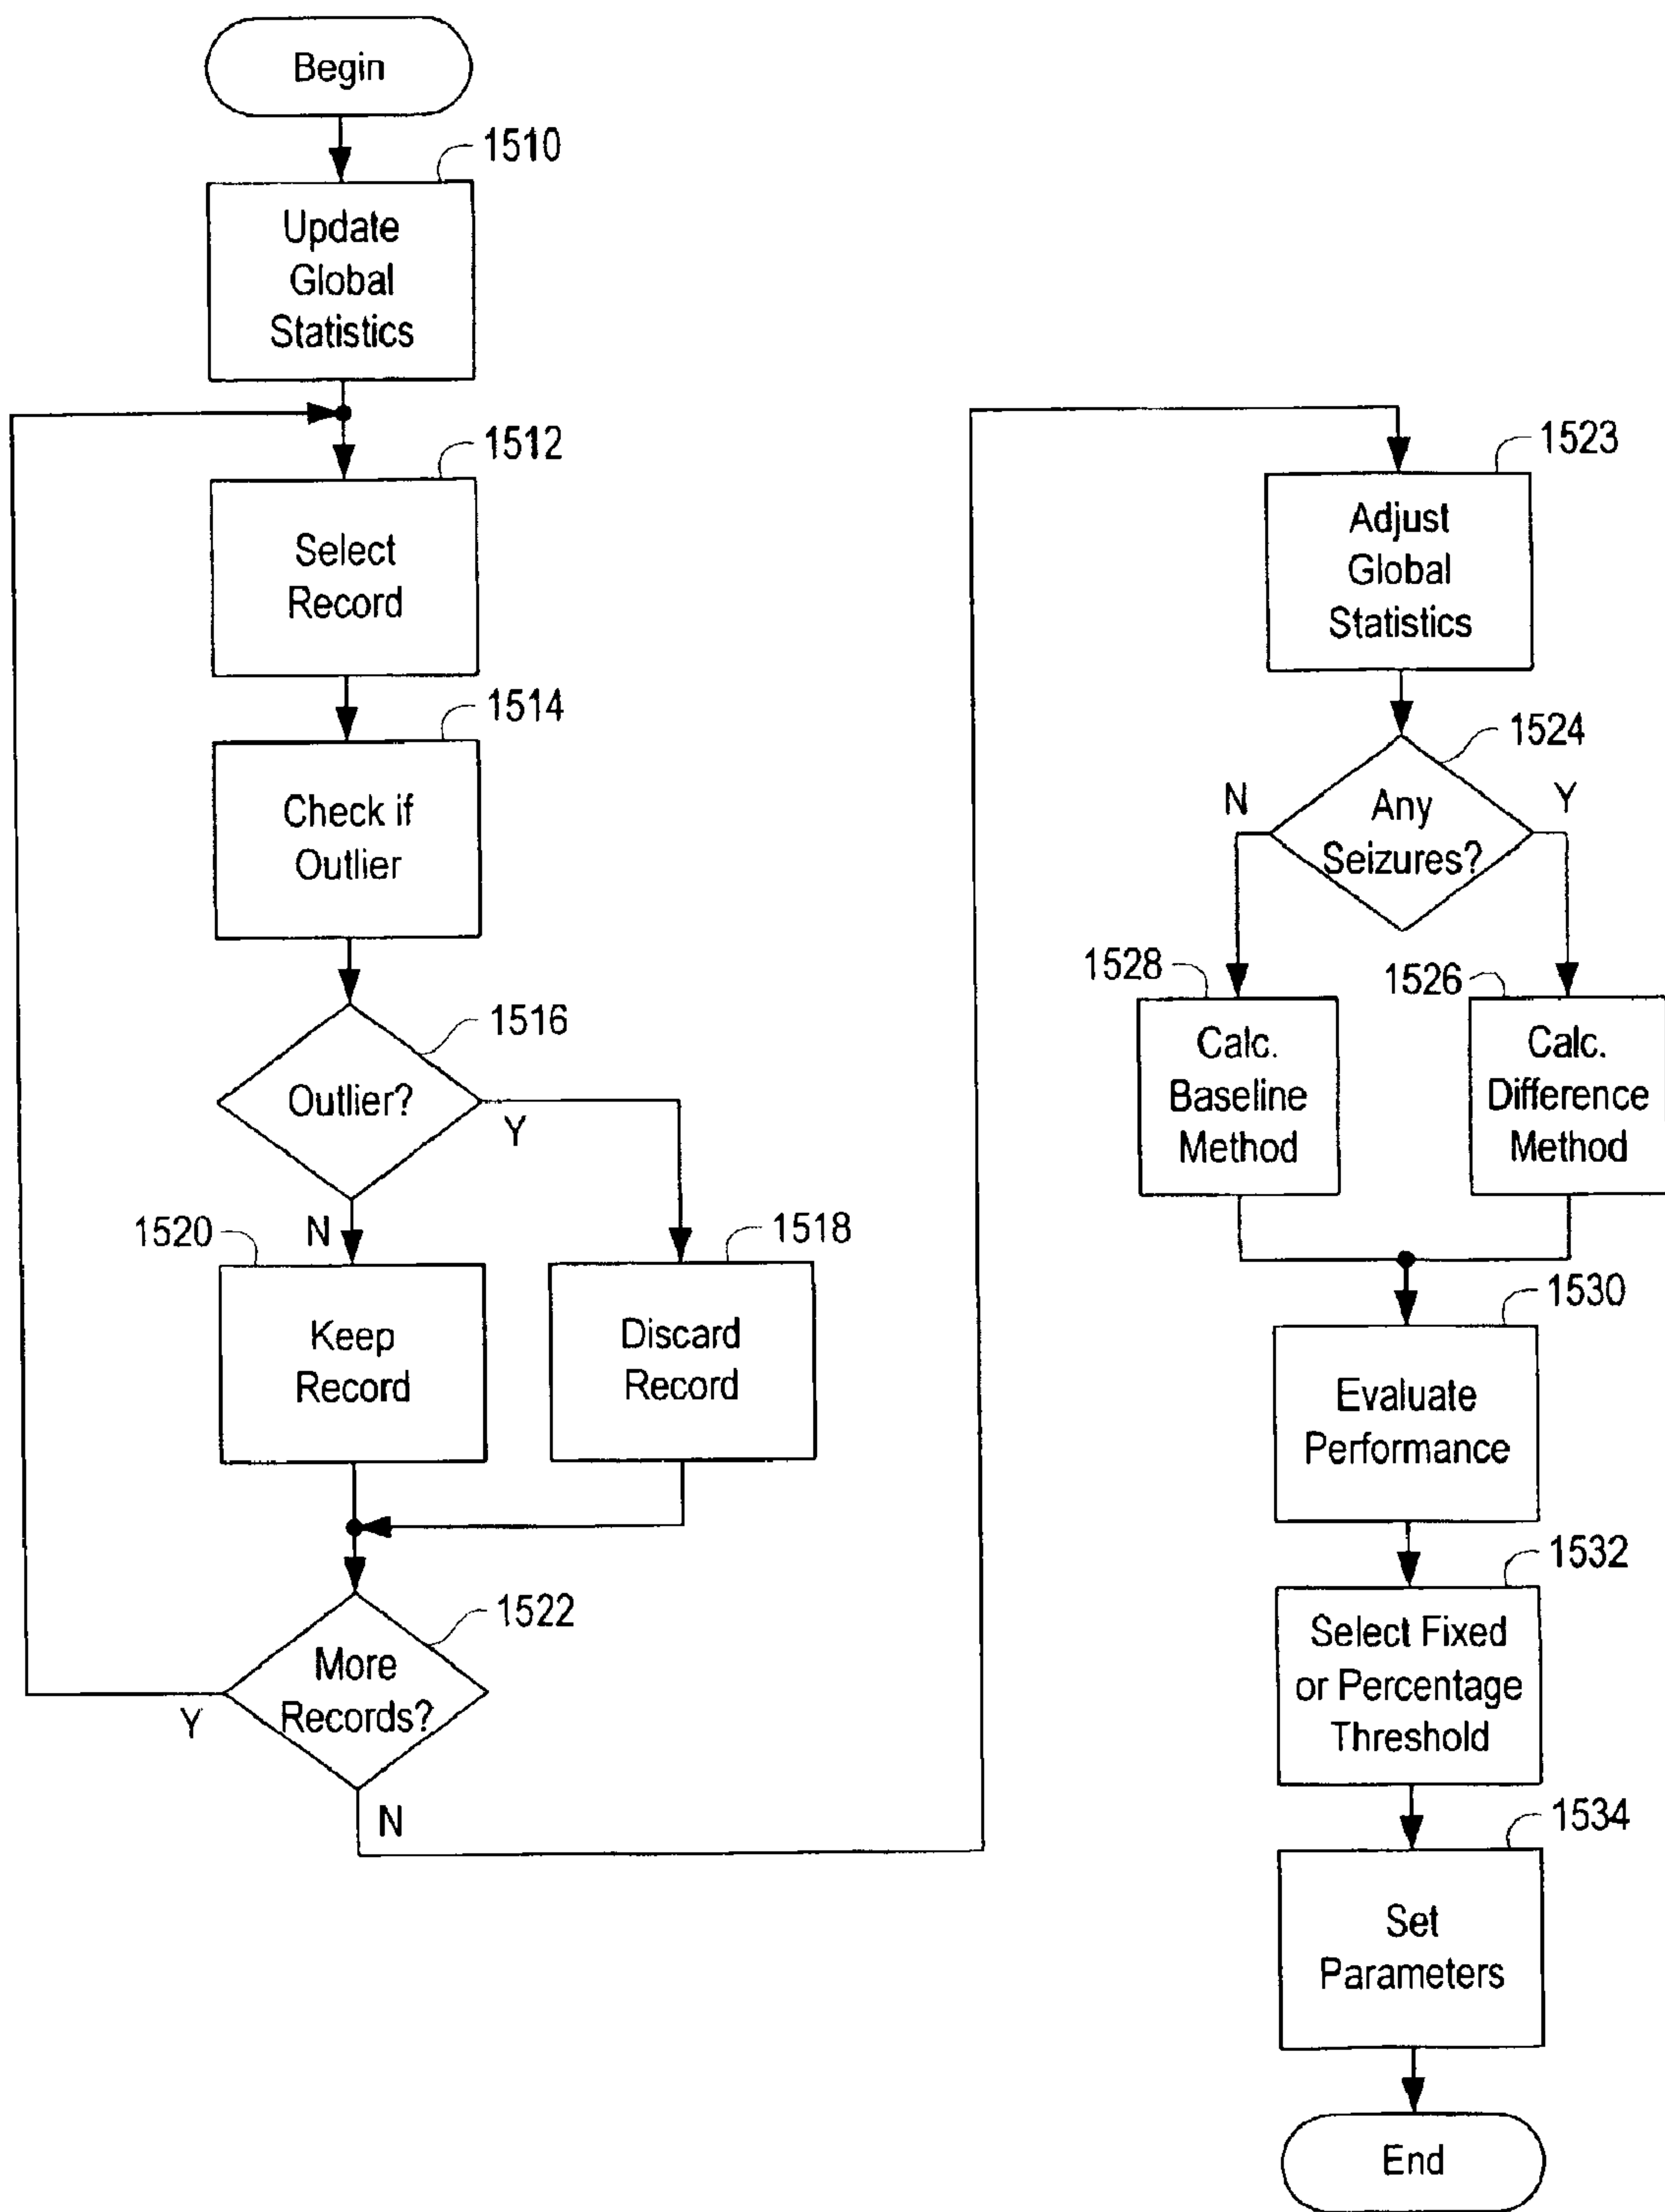 Begin
1510
Update
Global
Statistics
1512
Select
Record
1514
Check if
Outlier
1516
Outlier?
Y
N
1520
Keep
Record
1518
Discard
Record
1522
More
Records?
Y
N
1523
Adjust
Global
Statistics
1524
Any
Seizures?
N
Y
1528
Calc.
Baseline
Method
1526
Calc.
Difference
Method
1530
Evaluate
Performance
1532
Select Fixed
or Percentage
Threshold
1534
Set
Parameters
End